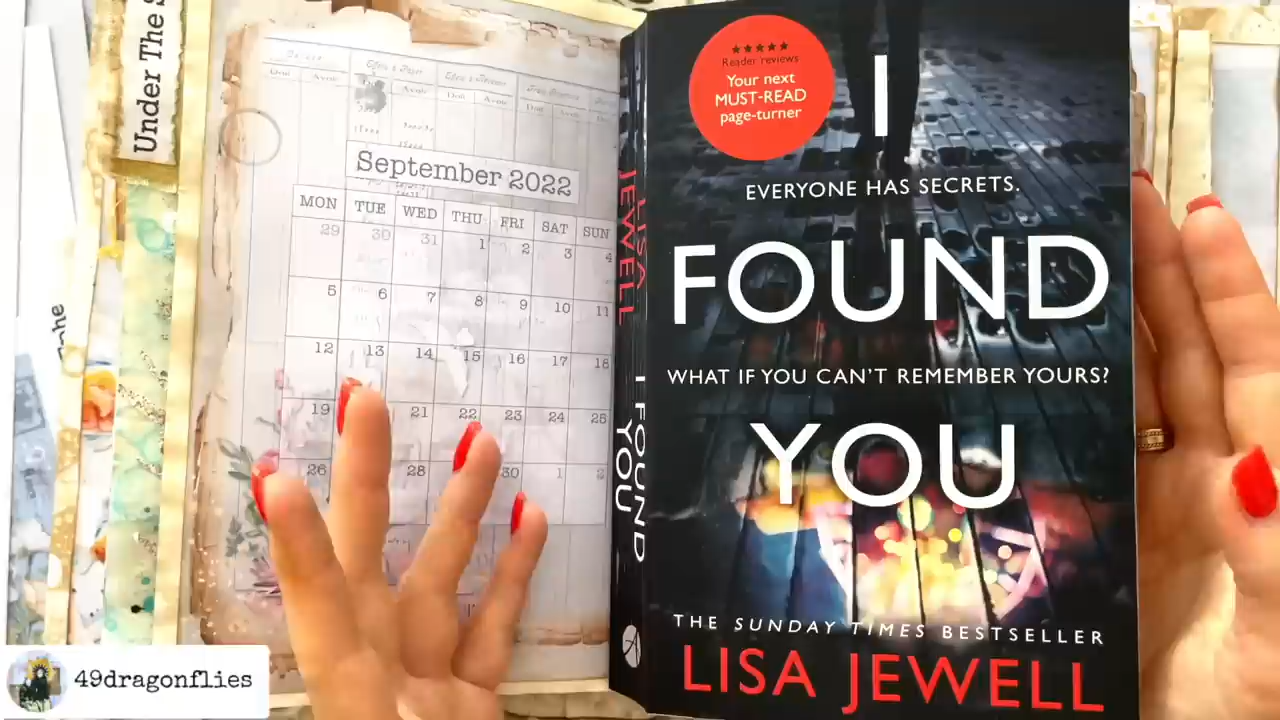 Under The S
September 2022
MON TUE WED THU FRI SAT SUN
29 30 31 1 2 3 4
5 6 7 8 9 10 11
12 13 14 15 16 17 18
19 21 22 23 24 25
26 28 30 1 2
LISA JEWELL
I FOUND YOU
★★★★★
Reader reviews
Your next
MUST-READ
page-turner
I
EVERYONE HAS SECRETS.
FOUND
WHAT IF YOU CAN'T REMEMBER YOURS?
YOU
THE SUNDAY TIMES BESTSELLER
LISA JEWELL
49dragonflies